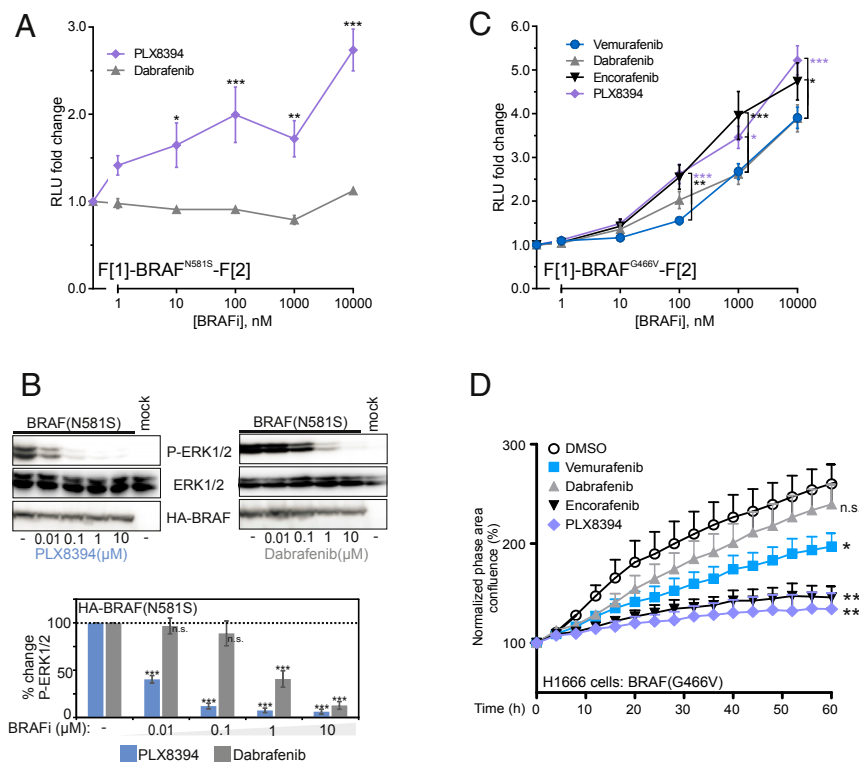 A
3.0
2.0
1.0
0.0
RLU fold change
PLX8394
Dabrafenib
*
***
**
***
F[1]-BRAF^N581S-F[2]
1 10 100 1000 10000
[BRAFi], nM
C
6.0
5.0
4.0
3.0
2.0
1.0
0.0
RLU fold change
Vemurafenib
Dabrafenib
Encorafenib
PLX8394
***
**
***
*
***
*
F[1]-BRAF^G466V-F[2]
1 10 100 1000 10000
[BRAFi], nM
B
BRAF(N581S) mock
BRAF(N581S) mock
P-ERK1/2
ERK1/2
HA-BRAF
- 0.01 0.1 1 10 -
PLX8394(µM)
- 0.01 0.1 1 10 -
Dabrafenib(µM)
HA-BRAF(N581S)
100
50
0
% change
P-ERK1/2
***
n.s.
***
n.s.
***
***
***
***
BRAFi (µM): - 0.01 0.1 1 10
PLX8394 Dabrafenib
D
300
200
100
Normalized phase area
confluence (%)
DMSO
Vemurafenib
Dabrafenib
Encorafenib
PLX8394
n.s.
*
**
**
H1666 cells: BRAF(G466V)
Time (h) 0 10 20 30 40 50 60